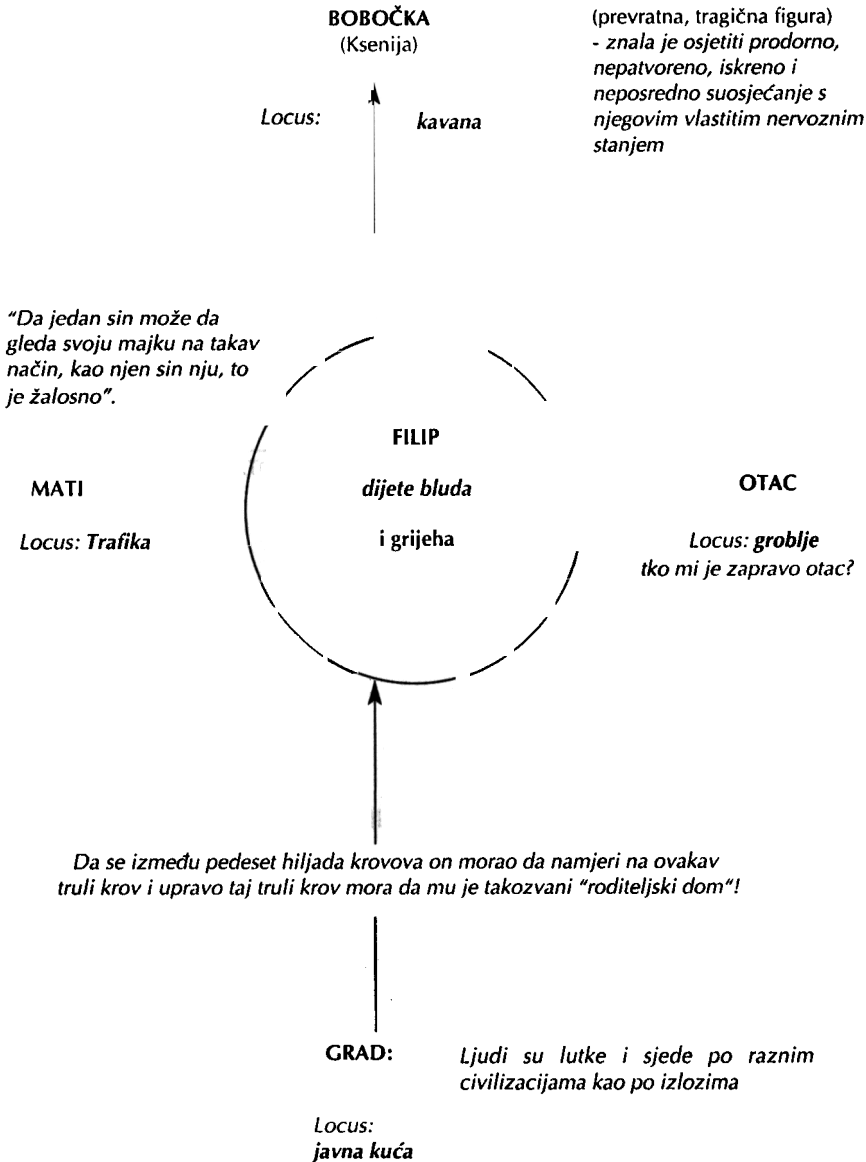 BOBOČKA
(Ksenija)
(prevratna, tragična figura)
- znala je osjetiti prodorno,
nepatvoreno, iskreno i
neposredno suosjećanje s
njegovim vlastitim nervoznim
stanjem
Locus: kavana
"Da jedan sin može da
gleda svoju majku na takav
način, kao njen sin nju, to
je žalosno".
MATI
Locus: Trafika
FILIP
dijete bluda
i grijeha
OTAC
Locus: groblje
tko mi je zapravo otac?
Da se između pedeset hiljada krovova on morao da namjeri na ovakav
truli krov i upravo taj truli krov mora da mu je takozvani "roditeljski dom"!
GRAD:
Ljudi su lutke i sjede po raznim
civilizacijama kao po izlozima
Locus:
javna kuća